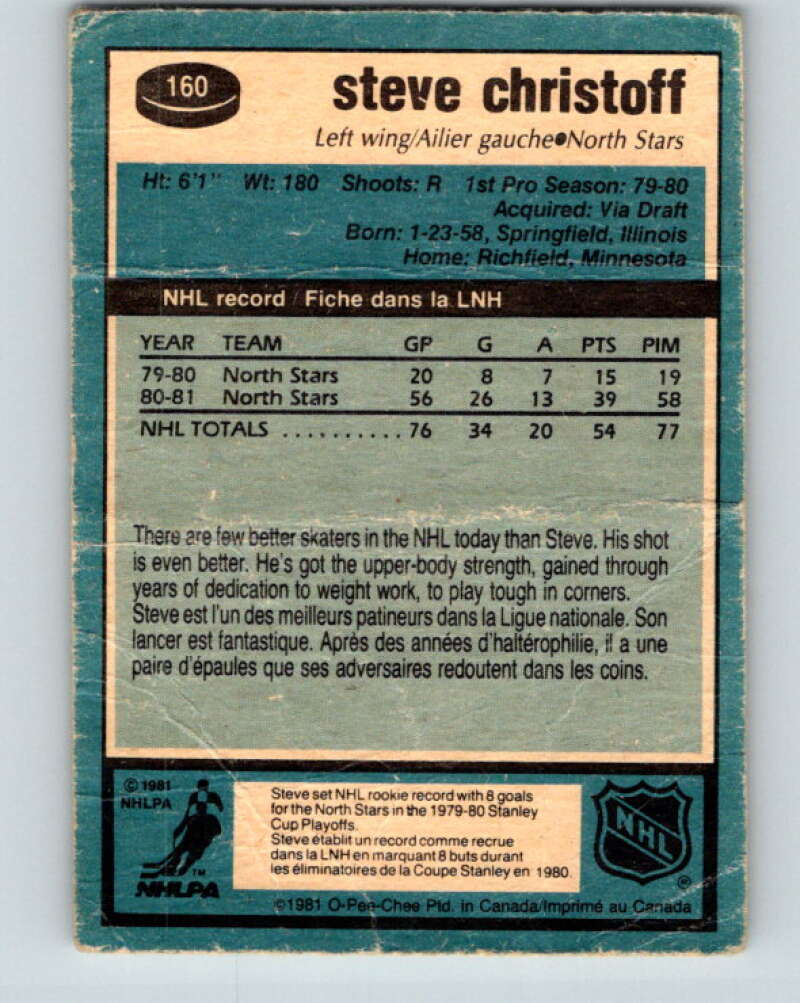 160
steve christoff
Left wing/Ailier gauche●North Stars
Ht: 6'1" Wt: 180 Shoots: R 1st Pro Season: 79-80
Acquired: Via Draft
Born: 1-23-58, Springfield, Illinois
Home: Richfield, Minnesota
NHL record / Fiche dans la LNH
YEAR TEAM GP G A PTS PIM
79-80 North Stars 20 8 7 15 19
80-81 North Stars 56 26 13 39 58
NHL TOTALS .......... 76 34 20 54 77
There are few better skaters in the NHL today than Steve. His shot
is even better. He's got the upper-body strength, gained through
years of dedication to weight work, to play tough in corners.
Steve est l'un des meilleurs patineurs dans la Ligue nationale. Son
lancer est fantastique. Après des années d'haltérophilie, il a une
paire d'épaules que ses adversaires redoutent dans les coins.
© 1981
NHLPA
TM
NHLPA
Steve set NHL rookie record with 8 goals
for the North Stars in the 1979-80 Stanley
Cup Playoffs.
Steve établit un record comme recrue
dans la LNH en marquant 8 buts durant
les éliminatoires de la Coupe Stanley en 1980.
NHL
®
©1981 O-Pee-Chee Ptd. in Canada/Imprimé au Canada